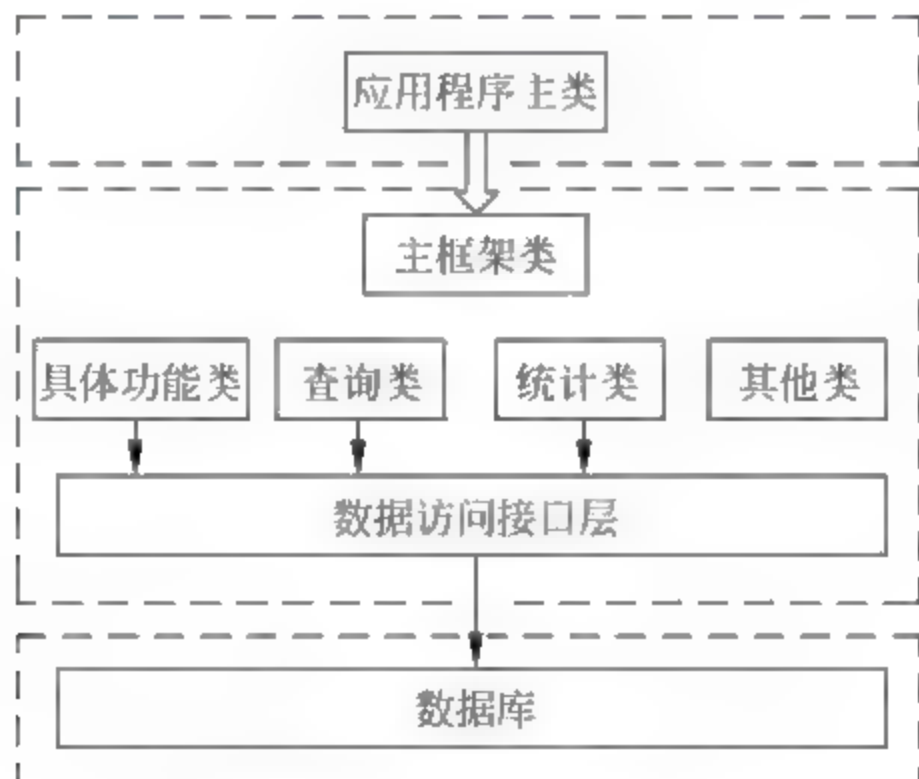 应用程序主类
主框架类
具体功能类 查询类 统计类 其他类
数据访问接口层
数据库